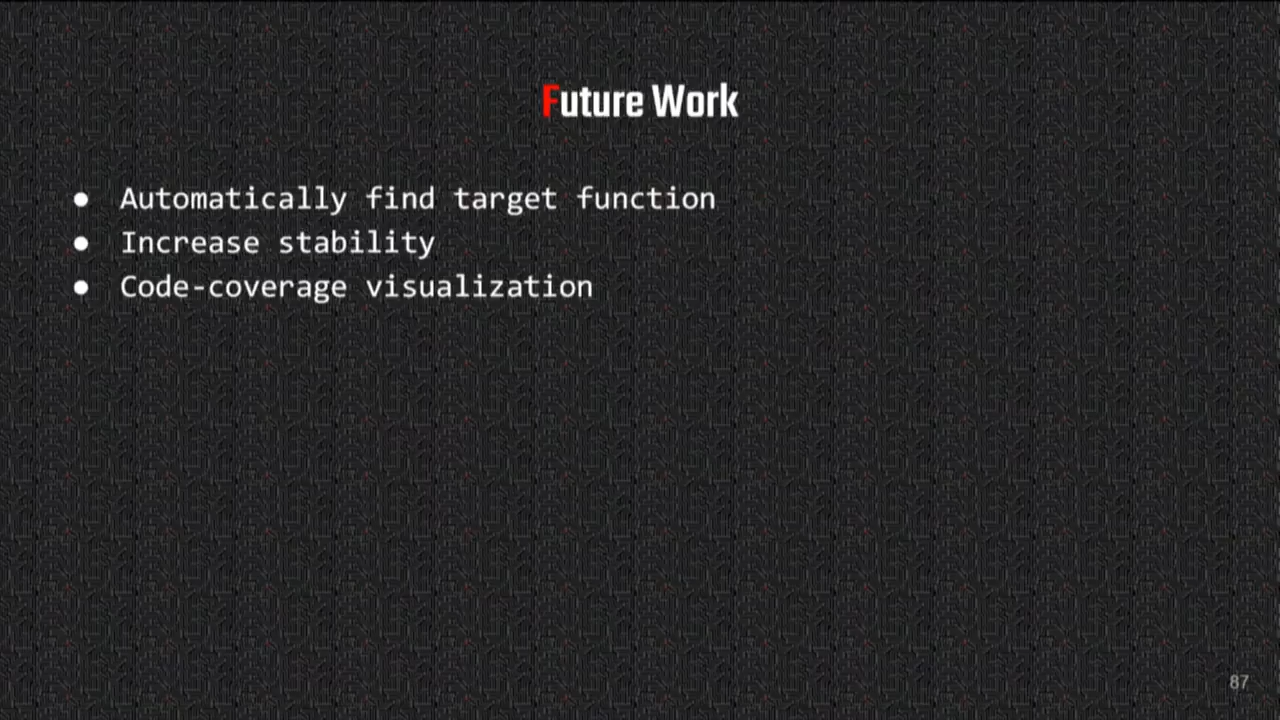 Future Work
● Automatically find target function
● Increase stability
● Code-coverage visualization
87